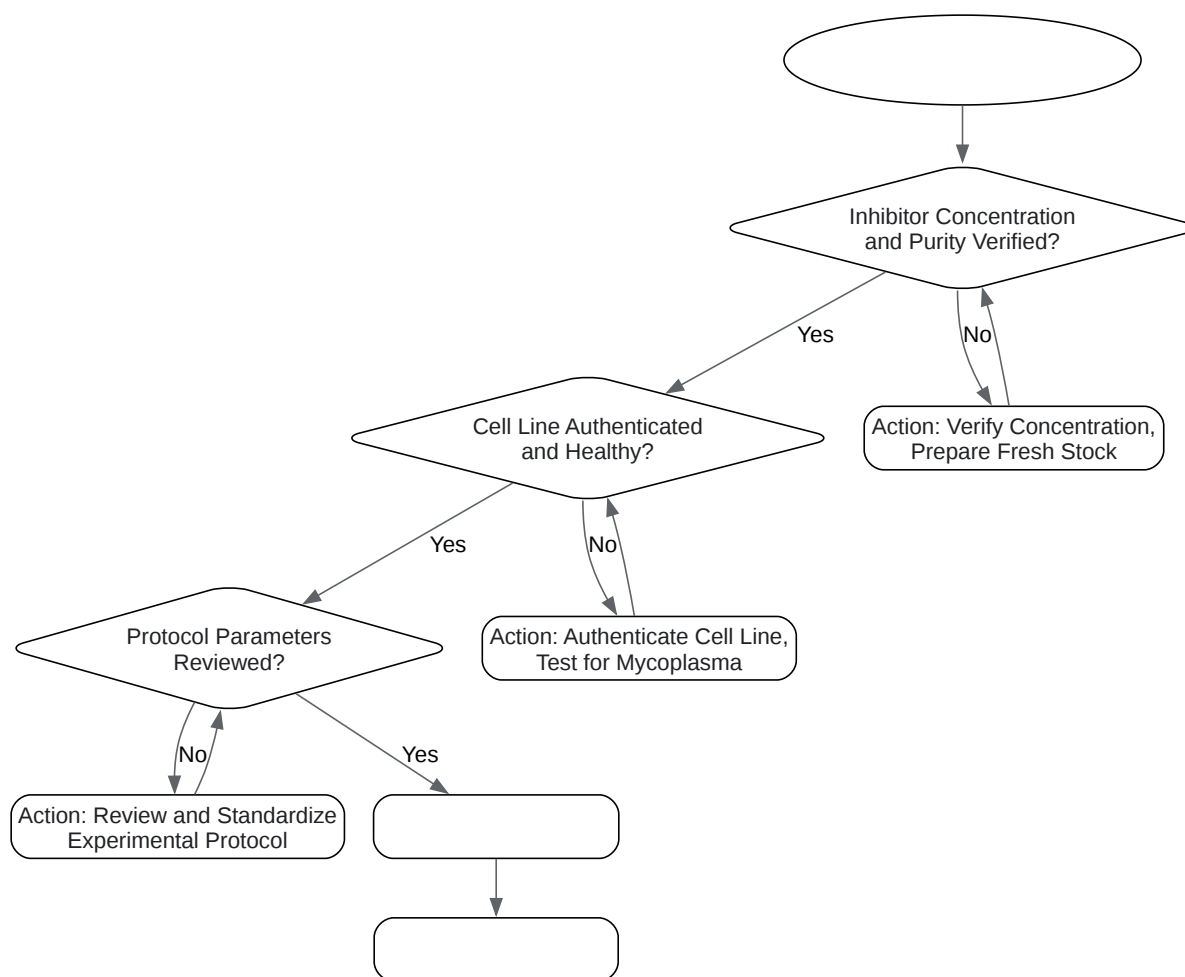 Inhibitor Concentration
and Purity Verified?
Yes
No
Action: Verify Concentration,
Prepare Fresh Stock
Cell Line Authenticated
and Healthy?
Yes
No
Action: Authenticate Cell Line,
Test for Mycoplasma
Protocol Parameters
Reviewed?
No
Yes
Action: Review and Standardize
Experimental Protocol